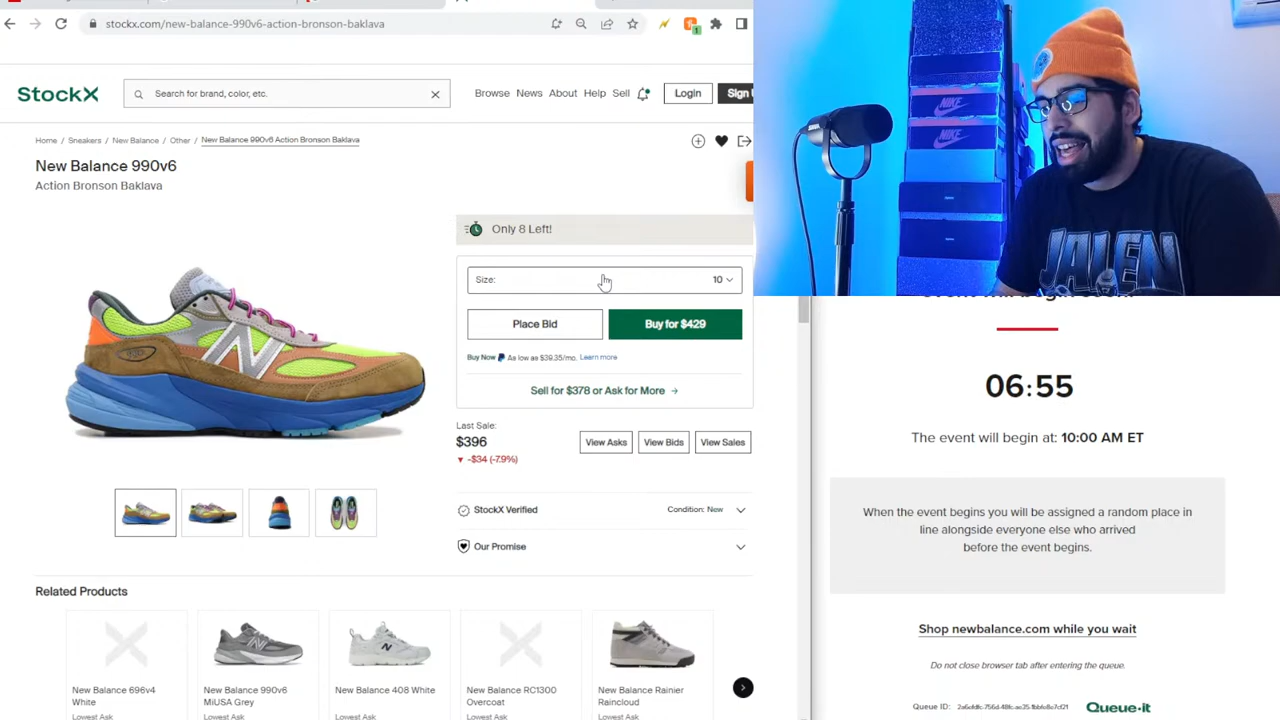 stockx.com/new-balance-990v6-action-bronson-baklava
1
StockX
Search for brand, color, etc.
Browse News About Help Sell
Login
Sign
Home / Sneakers / New Balance / Other / New Balance 990v6 Action Bronson Baklava
New Balance 990v6
Action Bronson Baklava
Only 8 Left!
Size: 10
Place Bid
Buy for $429
Buy Now As low as $39.35/mo. Learn more
Sell for $378 or Ask for More
Last Sale:
$396
-$34 (-7.9%)
View Asks
View Bids
View Sales
StockX Verified
Condition: New
Our Promise
Related Products
New Balance 696v4
White
Lowest Ask
New Balance 990v6
MiUSA Grey
Lowest Ask
New Balance 408 White
Lowest Ask
New Balance RC1300
Overcoat
Lowest Ask
New Balance Rainier
Raincloud
Lowest Ask
NIKE
NIKE
JALEN
06:55
The event will begin at: 10:00 AM ET
When the event begins you will be assigned a random place in
line alongside everyone else who arrived
before the event begins.
Shop newbalance.com while you wait
Do not close browser tab after entering the queue.
Queue ID:
Queue-it